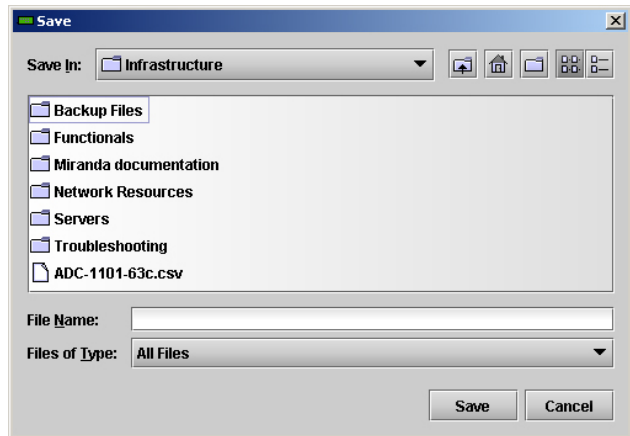 Save
Save In: Infrastructure
Backup Files
Functionals
Miranda documentation
Network Resources
Servers
Troubleshooting
ADC-1101-63c.csv
File Name:
Files of Type: All Files
Save Cancel